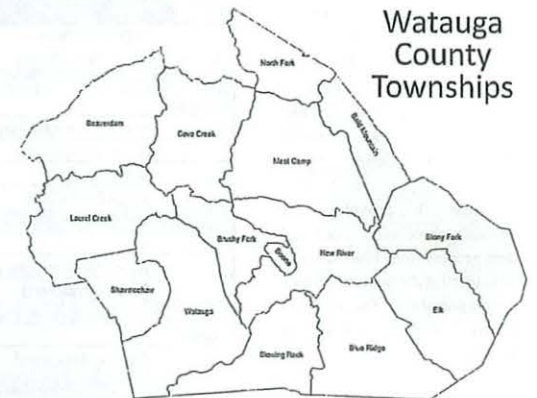 Watauga
County
Townships
North Fork
Beaverdam
Cove Creek
Bald Mountain
Meat Camp
Laurel Creek
Brushy Fork
Boone
New River
Stony Fork
Shawneehaw
Watauga
Elk
Blowing Rock
Blue Ridge